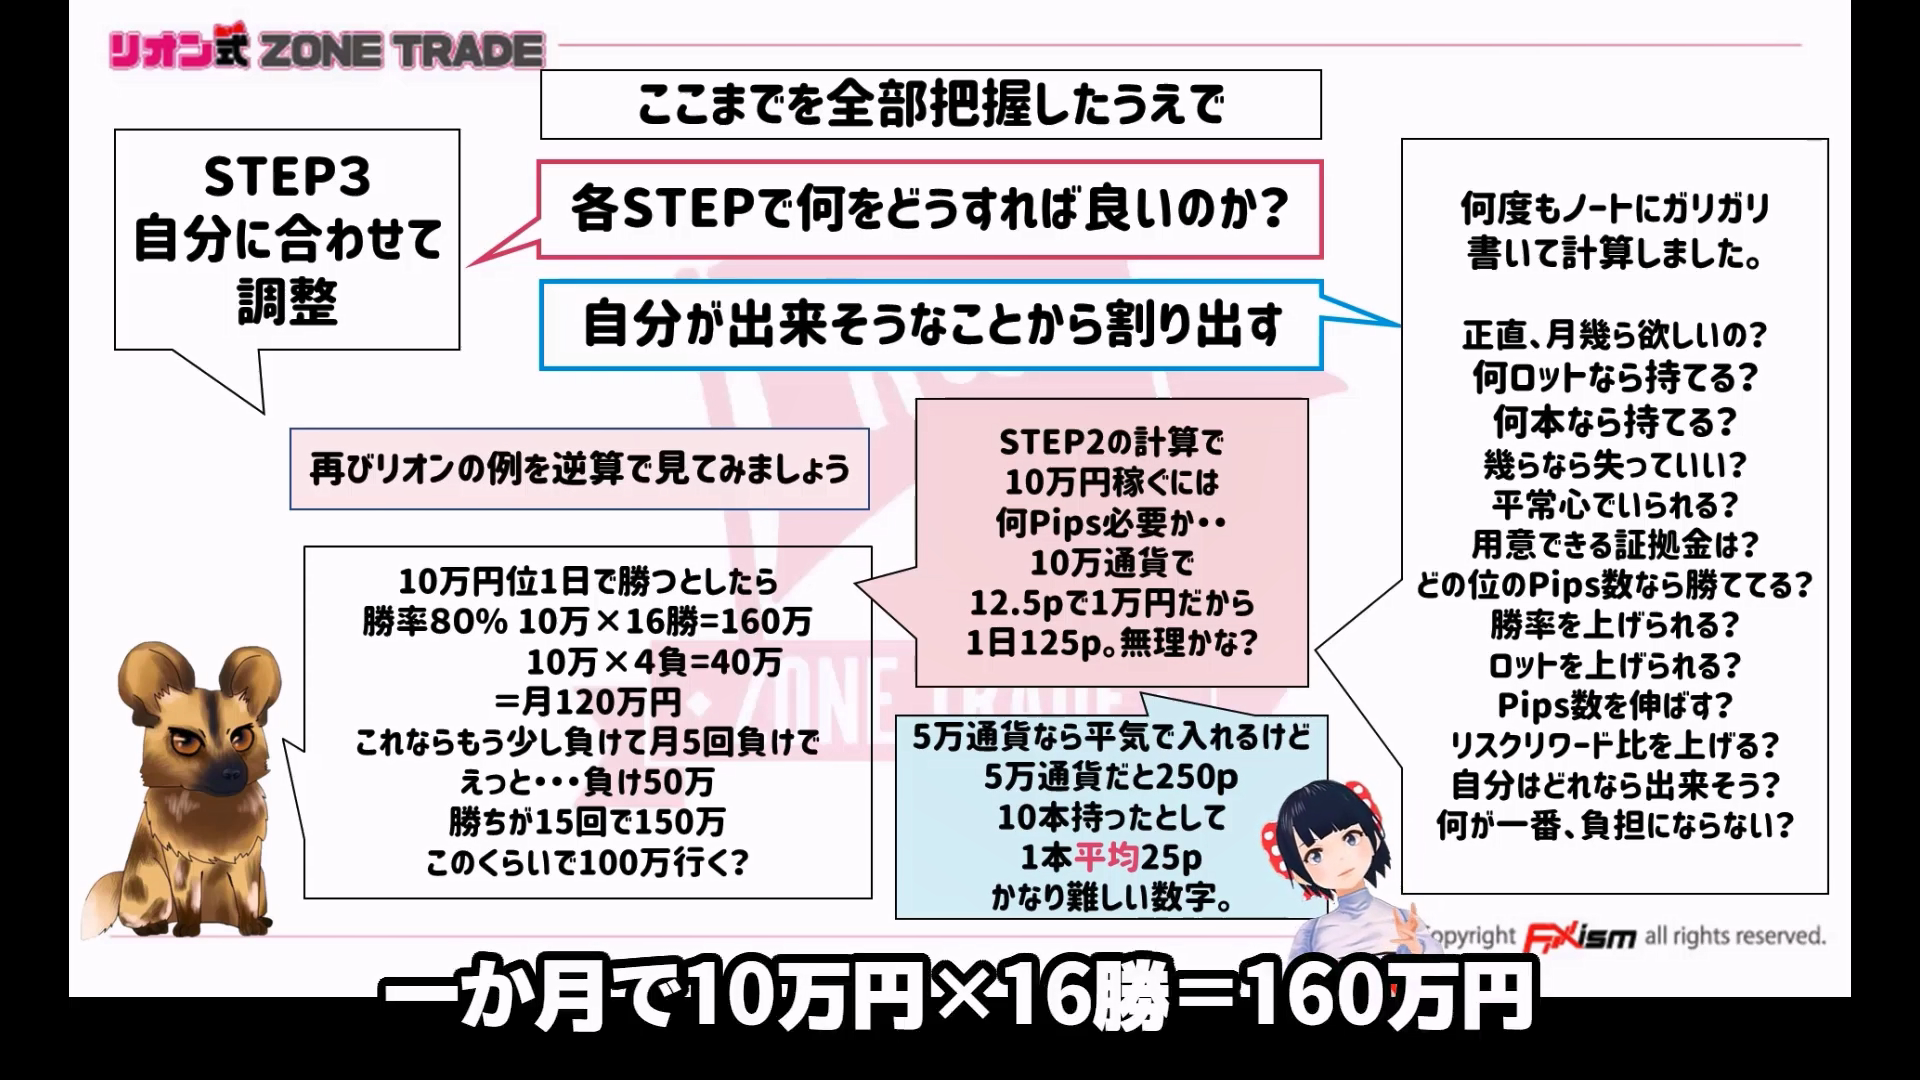 リオン式 ZONE TRADE
ここまでを全部把握したうえで
STEP3
自分に合わせて
調整
各STEPで何をどうすれば良いのか?
自分が出来そうなことから割り出す
何度もノートにガリガリ
書いて計算しました。
正直、月幾ら欲しいの?
何ロットなら持てる?
何本なら持てる?
幾らなら失っていい?
平常心でいられる?
用意できる証拠金は?
どの位のPips数なら勝ててる?
勝率を上げられる?
ロットを上げられる?
Pips数を伸ばす?
リスクリワード比を上げる?
自分はどれなら出来そう?
何が一番、負担にならない?
再びリオンの例を逆算で見てみましょう
STEP2の計算で
10万円稼ぐには
何Pips必要か・・
10万通貨で
12.5pで1万円だから
1日125p。無理かな?
10万円位1日で勝つとしたら
勝率80% 10万×16勝=160万
10万×4負=40万
=月120万円
これならもう少し負けて月5回負けで
えっと・・・負け50万
勝ちが15回で150万
このくらいで100万行く?
5万通貨なら平気で入れるけど
5万通貨だと250p
10本持ったとして
1本平均25p
かなり難しい数字。
ZONE TRADE
opyright FXism all rights reserved.
一か月で10万円×16勝=160万円